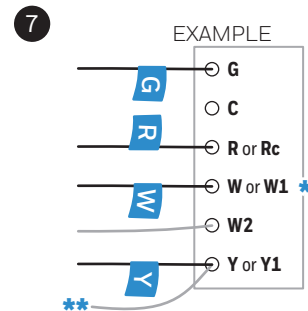 7
EXAMPLE
G G
C
R R or Rc
W W or W1 *
W2
Y Y or Y1
**